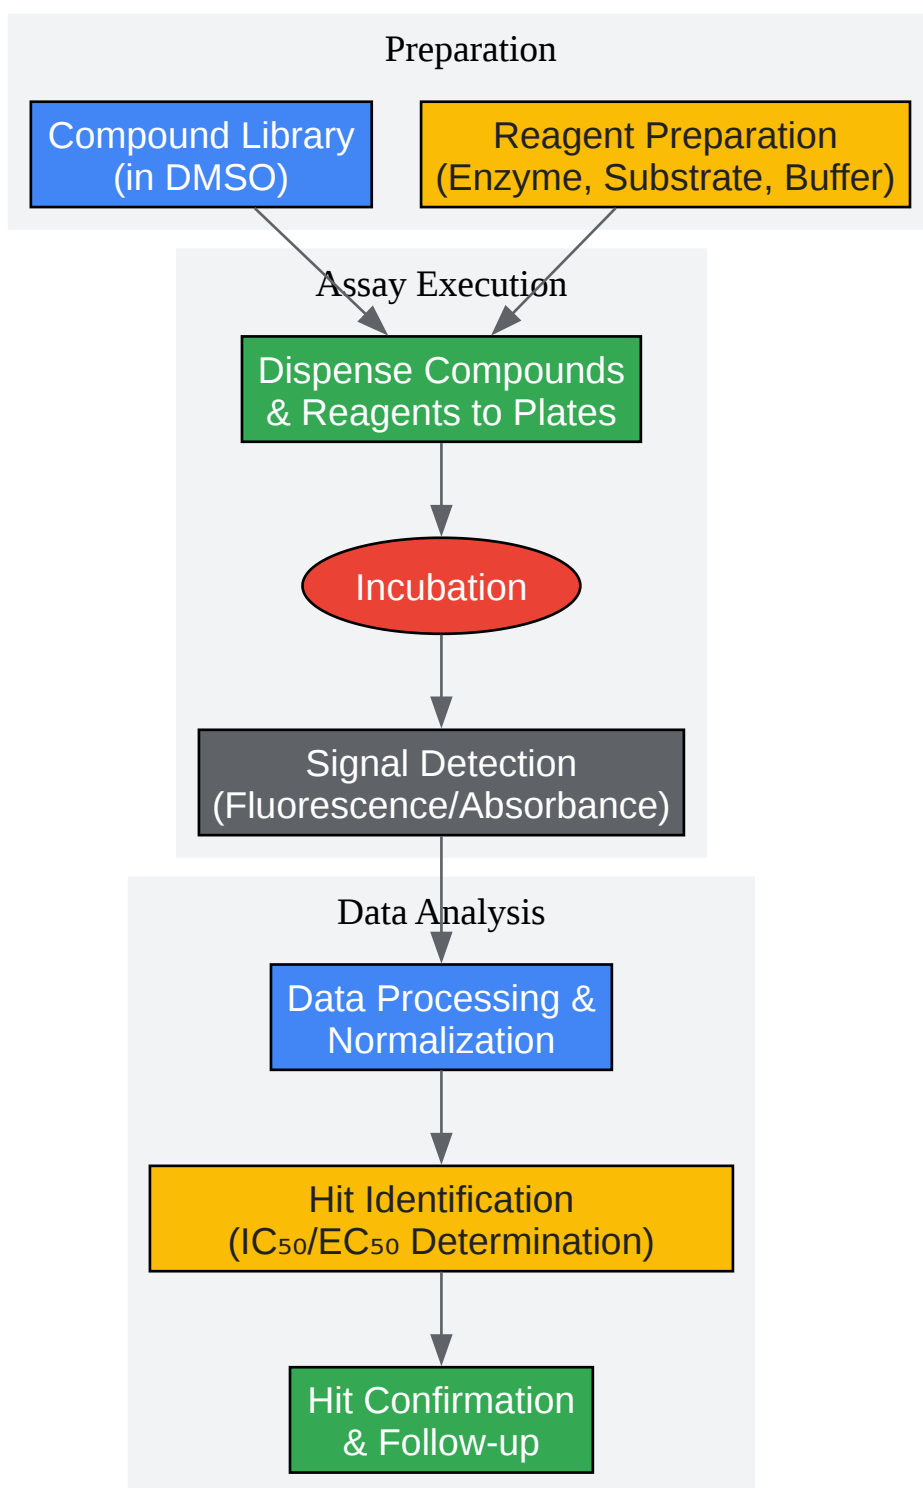 Preparation
Compound Library
(in DMSO)
Reagent Preparation
(Enzyme, Substrate, Buffer)
Assay Execution
Dispense Compounds
& Reagents to Plates
Incubation
Signal Detection
(Fluorescence/Absorbance)
Data Analysis
Data Processing &
Normalization
Hit Identification
(IC₅₀/EC₅₀ Determination)
Hit Confirmation
& Follow-up